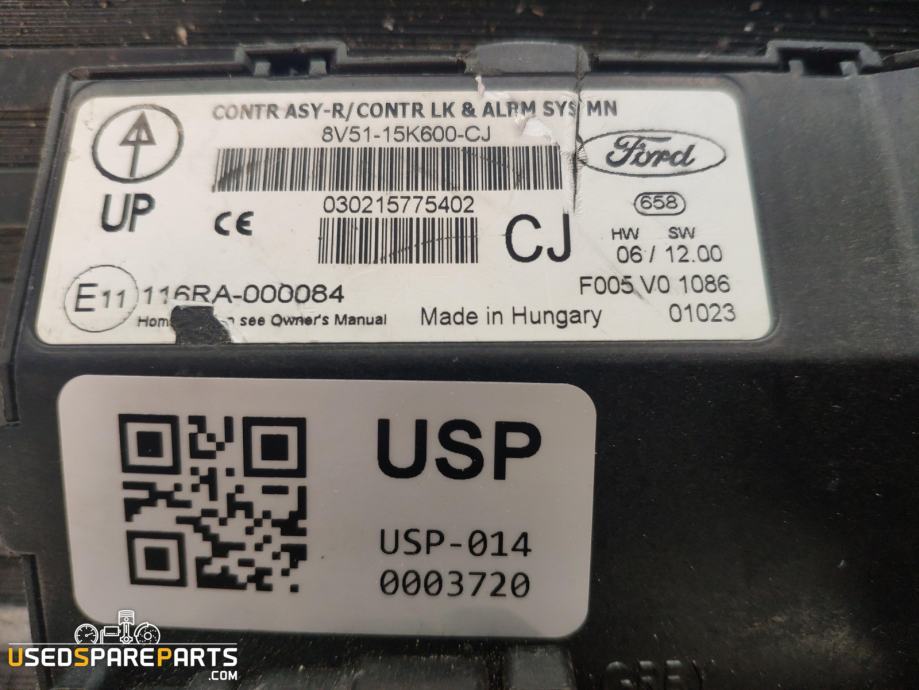 CONTR ASY-R/CONTR LK & ALRM SYS MN
8V51-15K600-CJ
Ford
UP
CE
030215775402
CJ
658
HW SW
06 / 12.00
E11 116RA-000084
F005 V0 1086
see Owner's Manual
Made in Hungary
01023
USP
USP-014
0003720
USEDSPAREPARTS
.COM